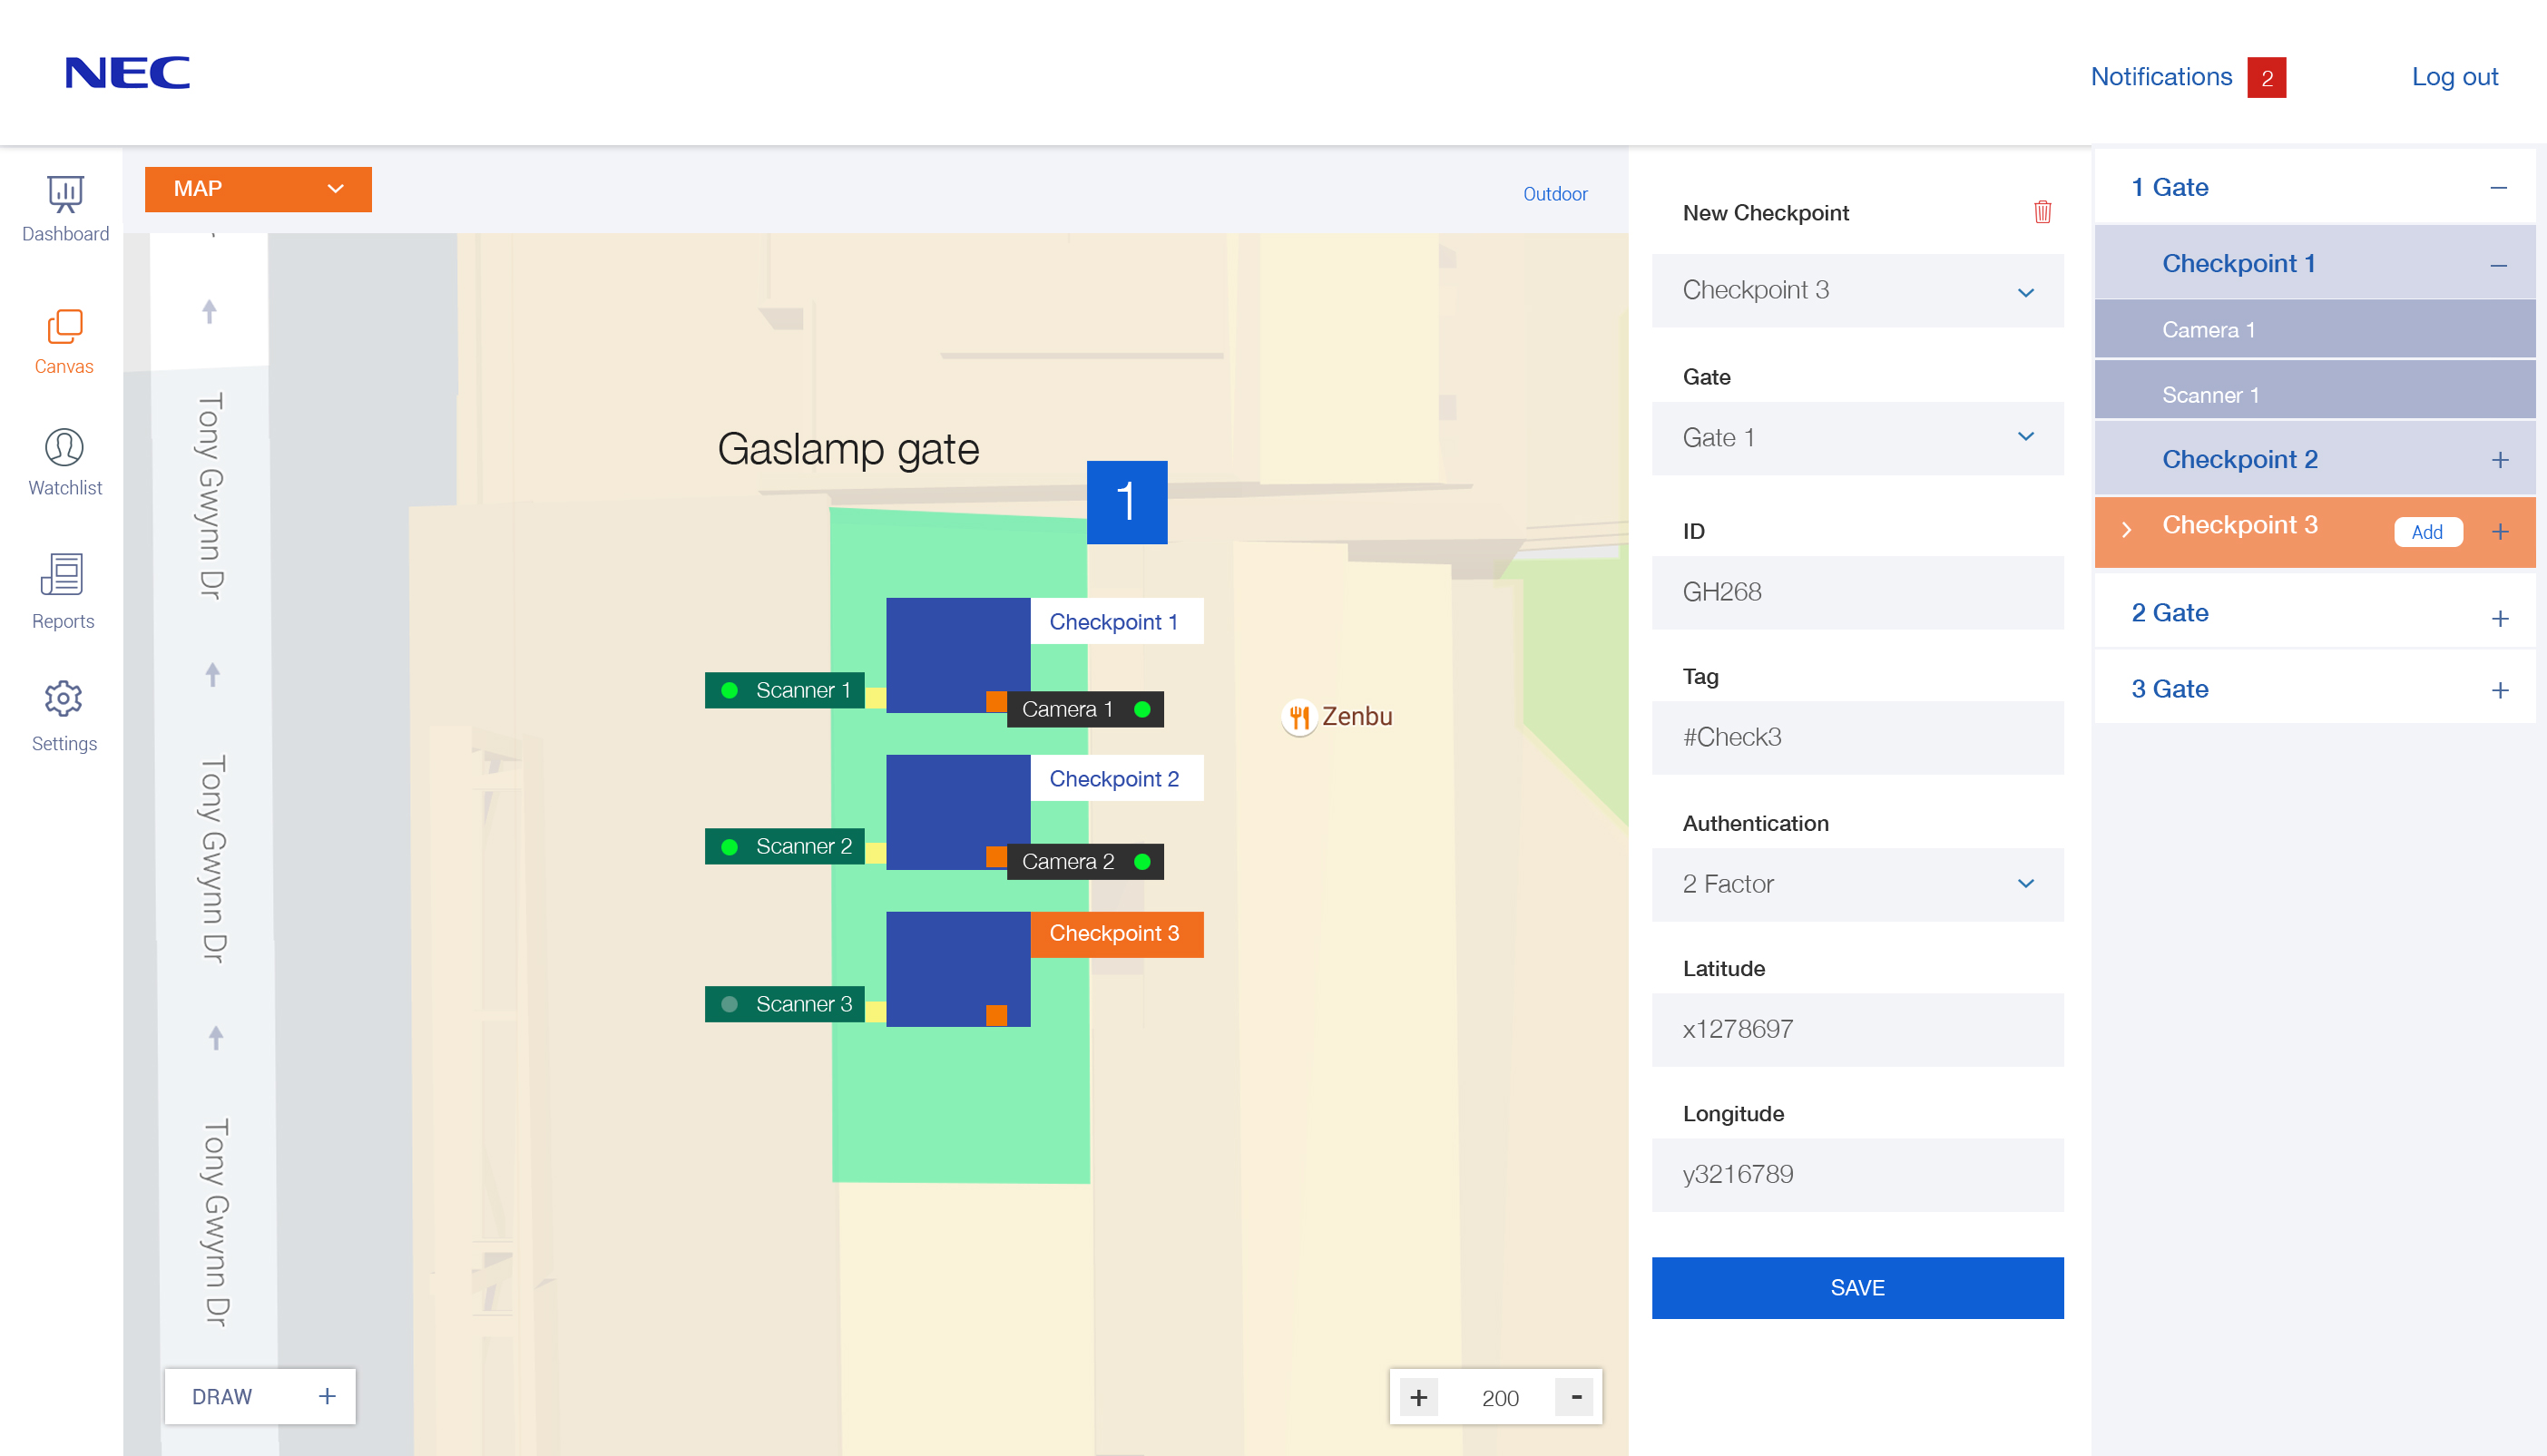 NEC
Notifications 2
Log out
Dashboard
Canvas
Watchlist
Reports
Settings
MAP
Outdoor
Tony Gwynn Dr
Tony Gwynn Dr
Tony Gwynn Dr
Gaslamp gate
1
Checkpoint 1
Scanner 1
Camera 1
Zenbu
Checkpoint 2
Scanner 2
Camera 2
Checkpoint 3
Scanner 3
DRAW +
+ 200 -
New Checkpoint
Checkpoint 3
Gate
Gate 1
ID
GH268
Tag
#Check3
Authentication
2 Factor
Latitude
x1278697
Longitude
y3216789
SAVE
1 Gate
Checkpoint 1
Camera 1
Scanner 1
Checkpoint 2
Checkpoint 3 Add
2 Gate
3 Gate